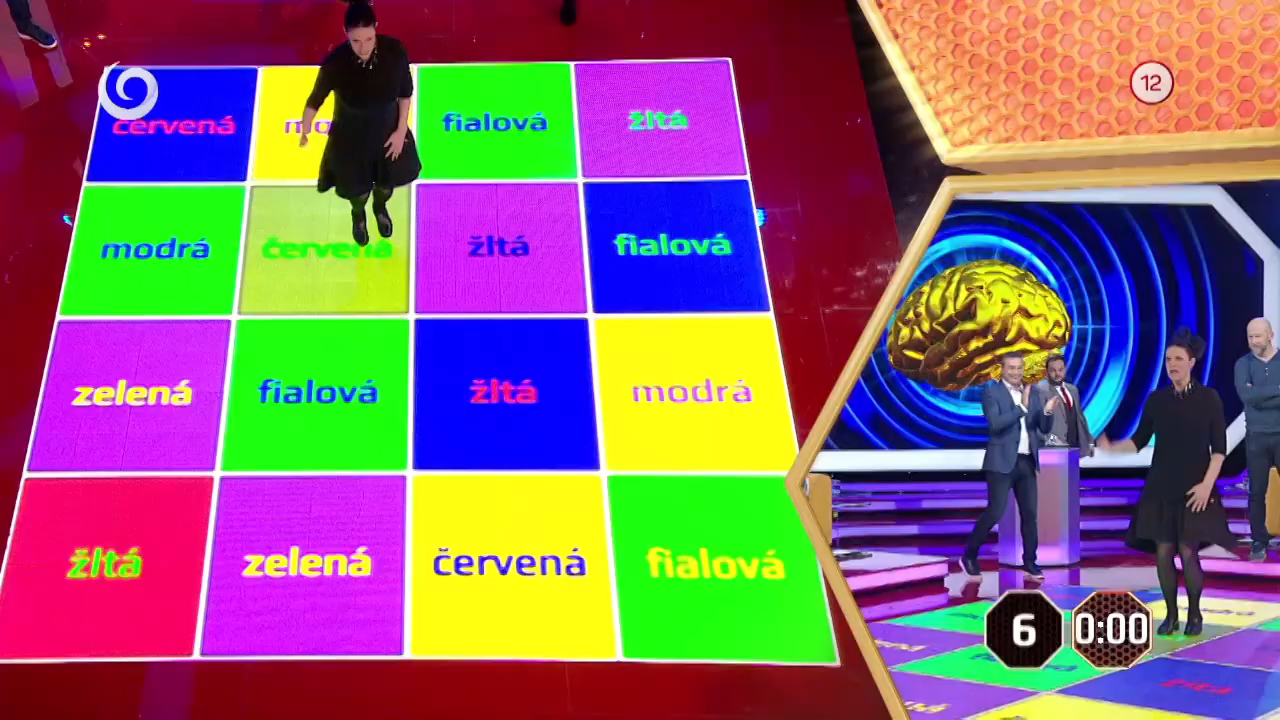 12
červená
fialová
žltá
modrá
červená
žltá
fialová
zelená
fialová
žltá
modrá
žltá
zelená
červená
fialová
6
0:00